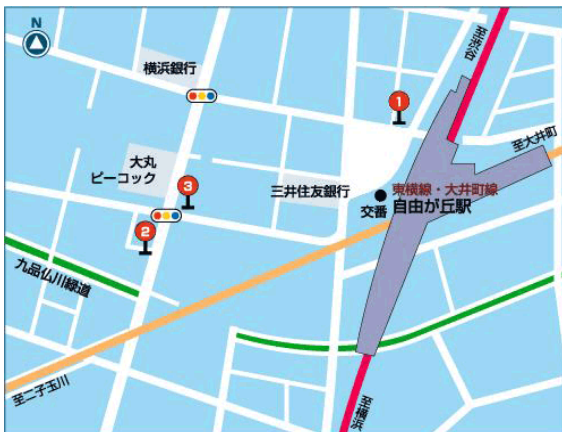 N
横浜銀行
至渋谷
1
至大井町
大丸
ピーコック
3
三井住友銀行
東横線・大井町線
自由が丘駅
交番
2
九品仏川緑道
至二子玉川
至横浜